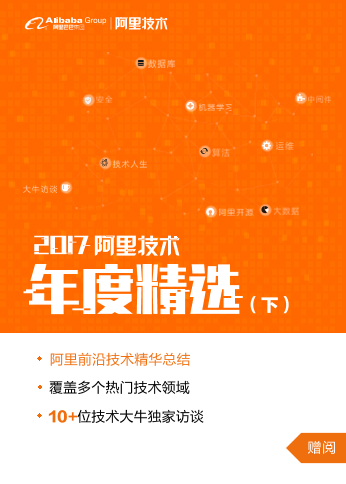 Alibaba Group | 阿里技术
阿里巴巴集团
数据库
安全
机器学习
中间件
算法
运维
技术人生
大牛访谈
阿里开源
大数据
2017 阿里技术
年度精选（下）
阿里前沿技术精华总结
覆盖多个热门技术领域
10+位技术大牛独家访谈
赠阅